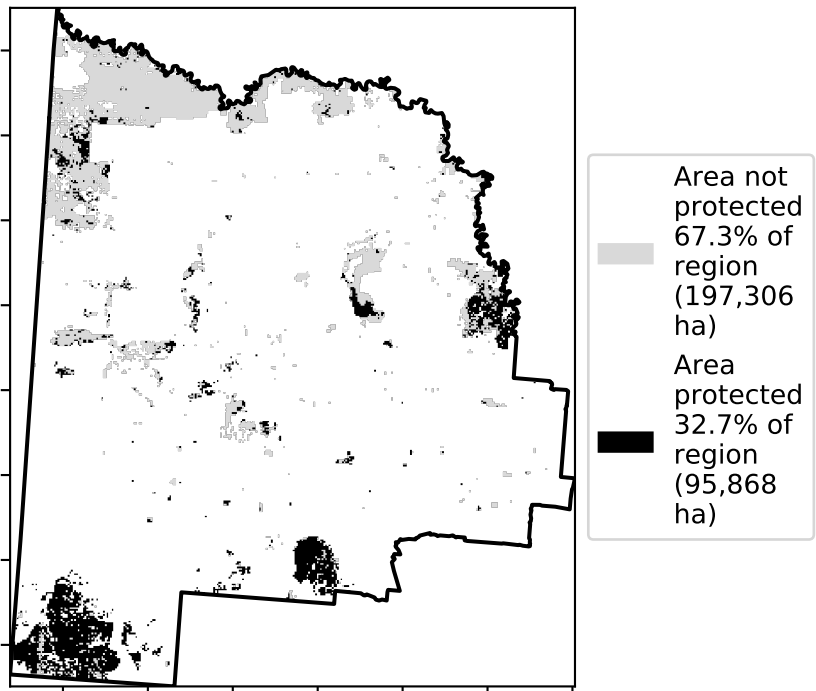 Area not
protected
67.3% of
region
(197,306
ha)
Area
protected
32.7% of
region
(95,868
ha)